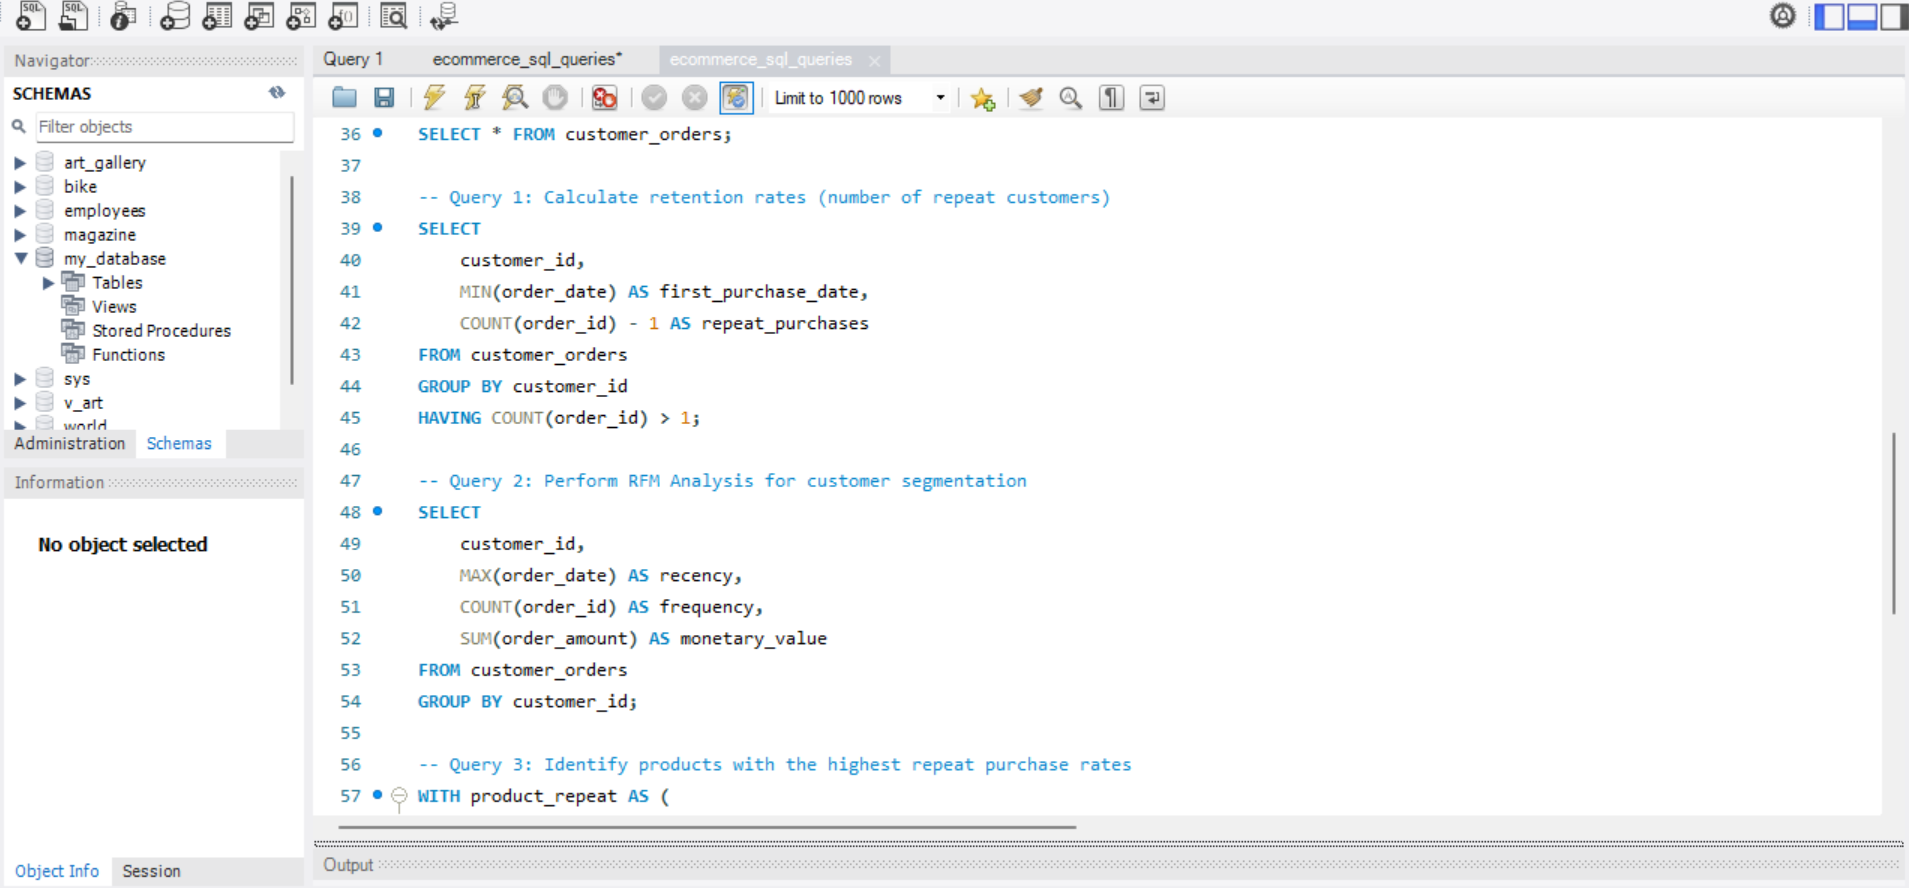 SQL SQL
Navigator
SCHEMAS
Filter objects
art_gallery
bike
employees
magazine
my_database
Tables
Views
Stored Procedures
Functions
sys
v_art
world
Administration Schemas
Information
No object selected
Object Info Session
Query 1 ecommerce_sql_queries* ecommerce_sql_queries
Limit to 1000 rows
36 SELECT * FROM customer_orders;
37
38 -- Query 1: Calculate retention rates (number of repeat customers)
39 SELECT
40 customer_id,
41 MIN(order_date) AS first_purchase_date,
42 COUNT(order_id) - 1 AS repeat_purchases
43 FROM customer_orders
44 GROUP BY customer_id
45 HAVING COUNT(order_id) > 1;
46
47 -- Query 2: Perform RFM Analysis for customer segmentation
48 SELECT
49 customer_id,
50 MAX(order_date) AS recency,
51 COUNT(order_id) AS frequency,
52 SUM(order_amount) AS monetary_value
53 FROM customer_orders
54 GROUP BY customer_id;
55
56 -- Query 3: Identify products with the highest repeat purchase rates
57 WITH product_repeat AS (
Output